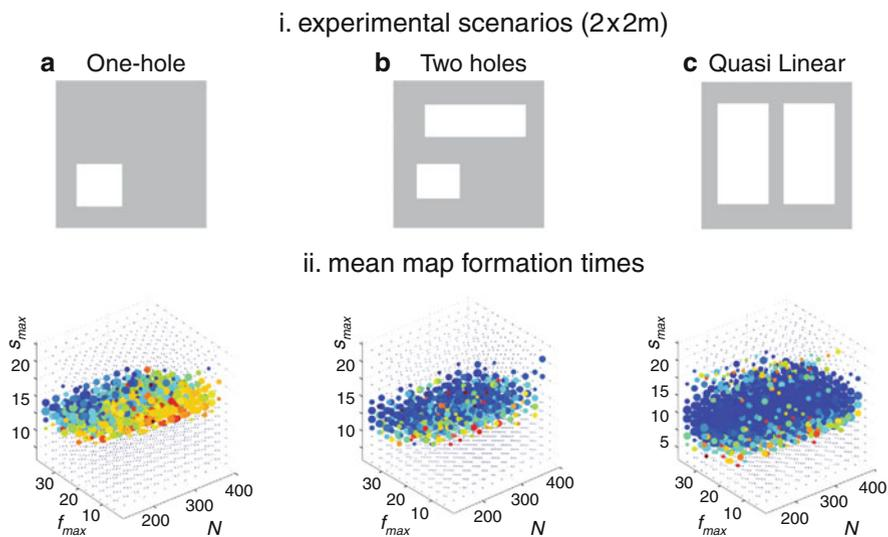 i. experimental scenarios (2x2m)
a One-hole
b Two holes
c Quasi Linear
ii. mean map formation times
s_max
20
15
10
30
20
10
f_max
200
300
400
N
s_max
20
15
10
30
20
10
f_max
200
300
400
N
s_max
20
15
10
5
30
20
10
f_max
200
300
400
N